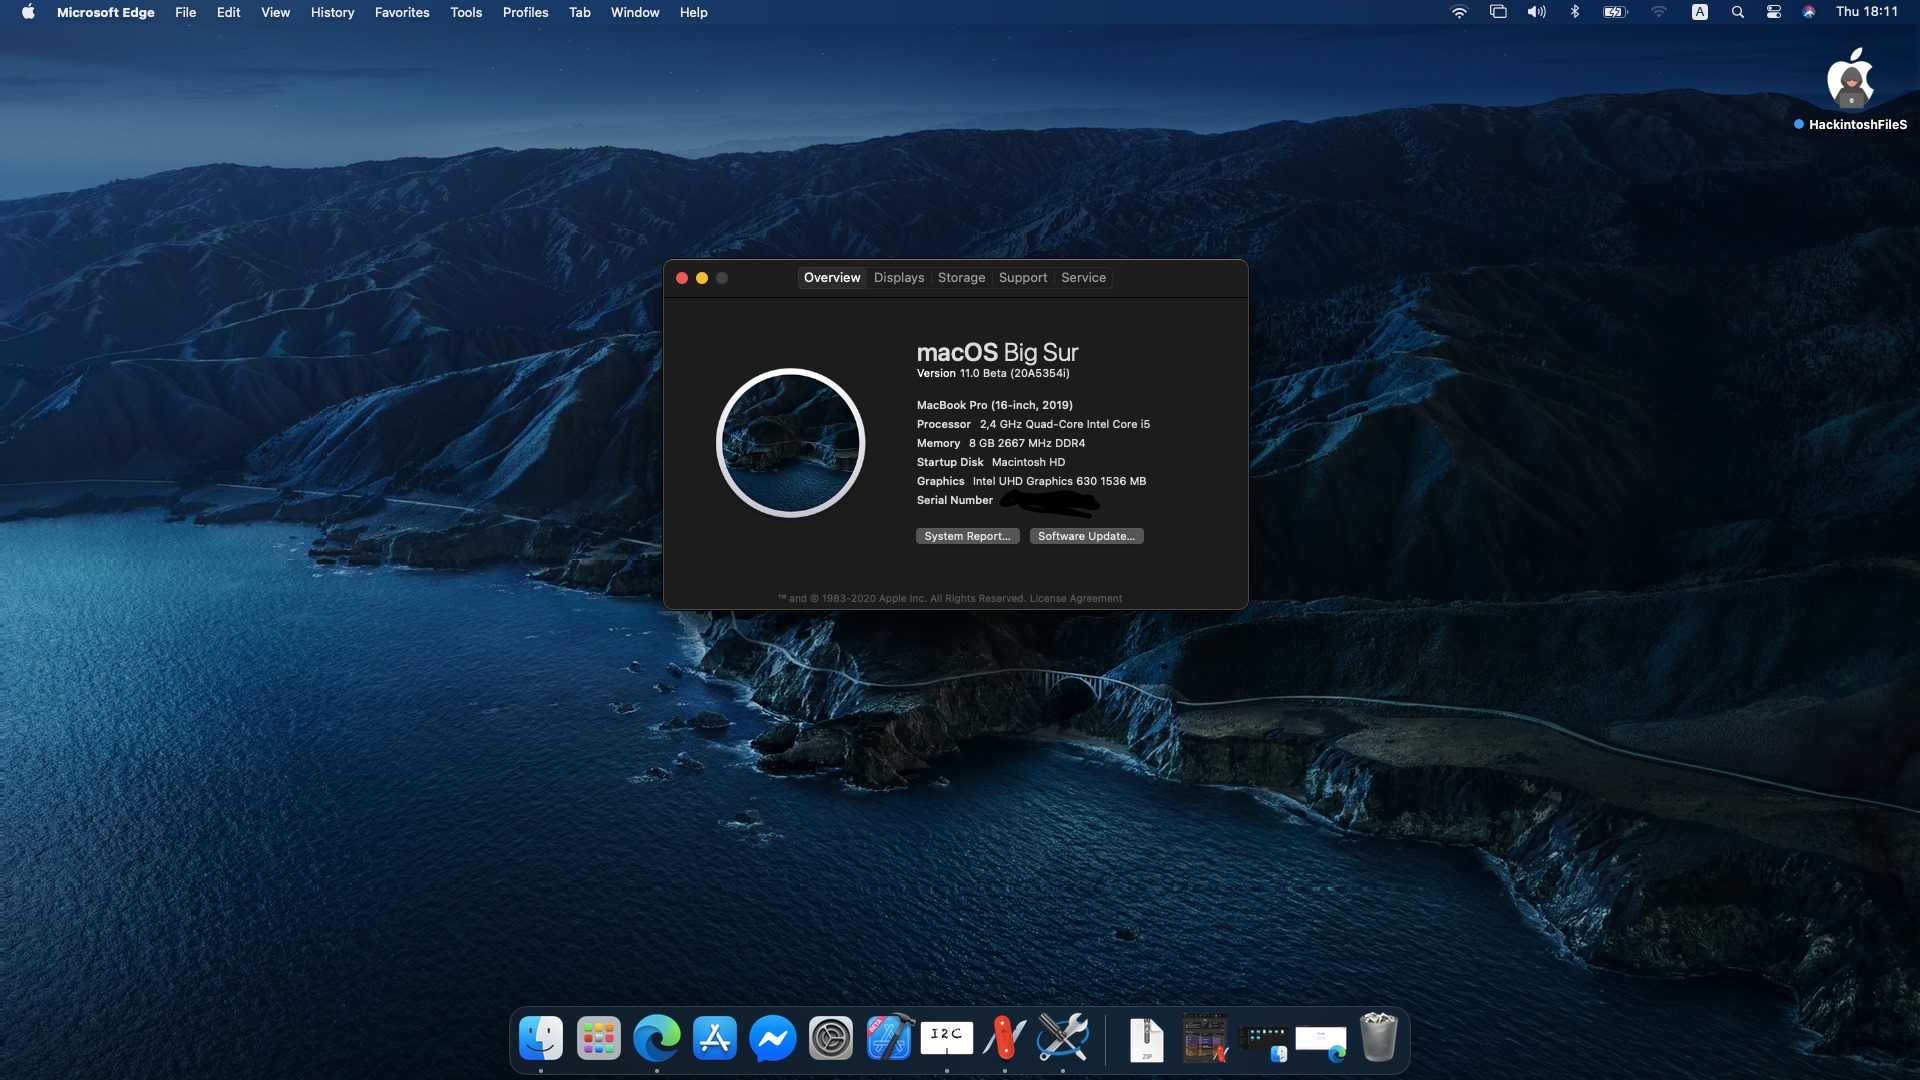 Microsoft Edge File Edit View History Favorites Tools Profiles Tab Window Help A Thu 18:11
HackintoshFileS
Overview Displays Storage Support Service
macOS Big Sur
Version 11.0 Beta (20A5354i)
MacBook Pro (16-inch, 2019)
Processor 2,4 GHz Quad-Core Intel Core i5
Memory 8 GB 2667 MHz DDR4
Startup Disk Macintosh HD
Graphics Intel UHD Graphics 630 1536 MB
Serial Number
System Report... Software Update...
™ and © 1983-2020 Apple Inc. All Rights Reserved. License Agreement
BETA
I2C
ZIP